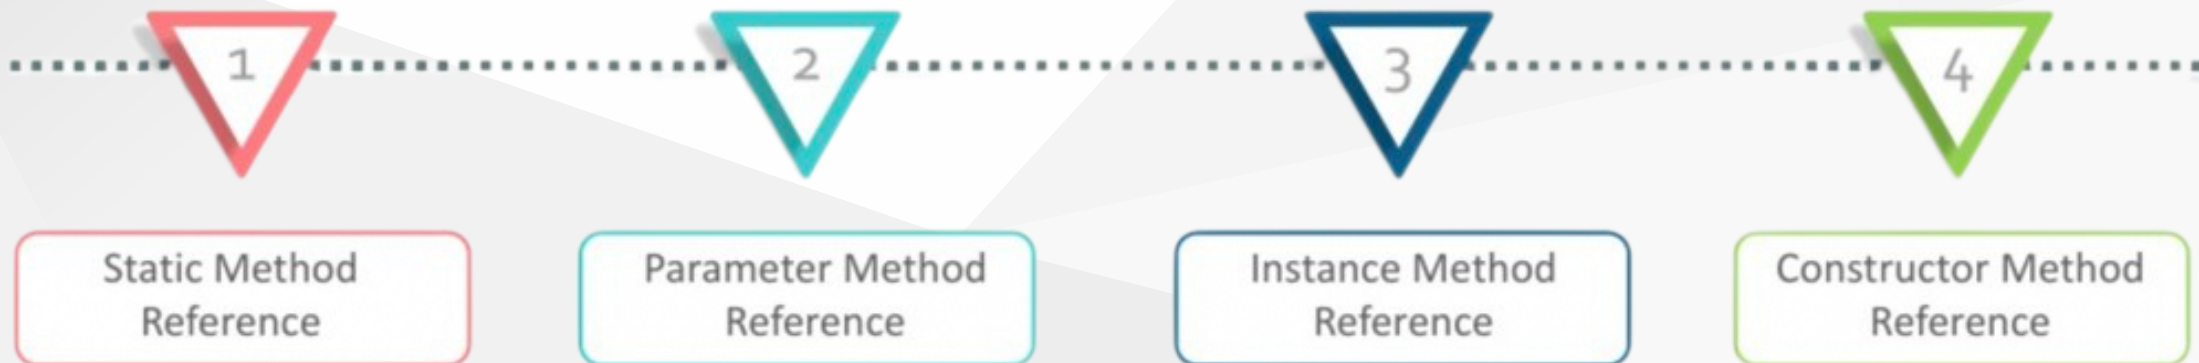 1
2
3
4
Static Method
Reference
Parameter Method
Reference
Instance Method
Reference
Constructor Method
Reference